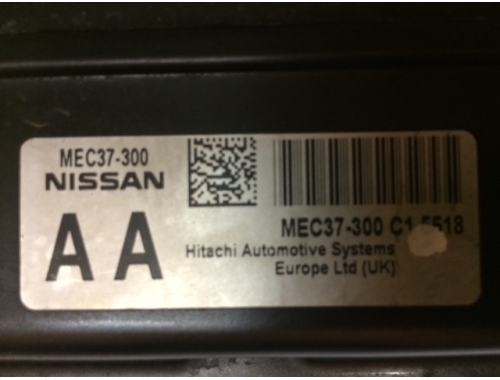 MEC37-300
NISSAN
A A
MEC37-300 C1 5518
Hitachi Automotive Systems
Europe Ltd (UK)